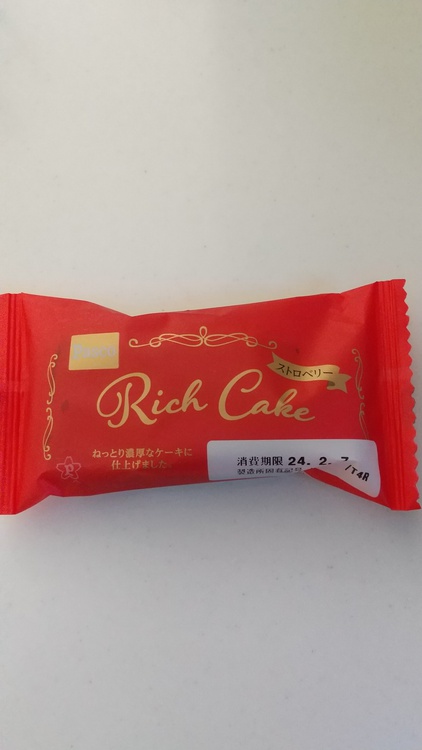 Rich Cake
ストロベリー
ねっとり濃厚なケーキに
仕上げました。
消費期限 24. 2. 7
/T4R